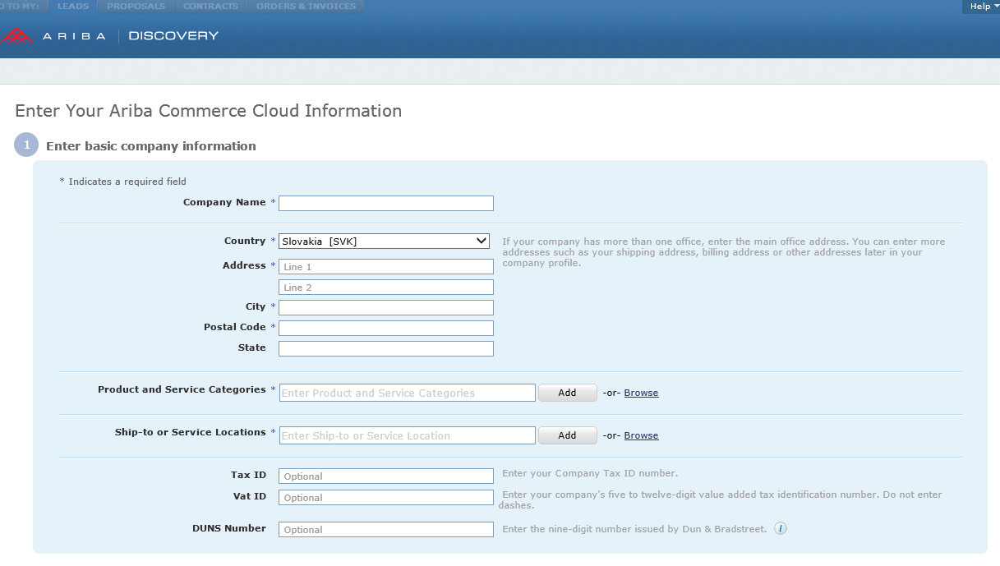 TO MY: LEADS PROPOSALS CONTRACTS ORDERS & INVOICES Help
ARIBA DISCOVERY
Enter Your Ariba Commerce Cloud Information
1 Enter basic company information
* Indicates a required field
Company Name *
Country * Slovakia [SVK]
If your company has more than one office, enter the main office address. You can enter more
addresses such as your shipping address, billing address or other addresses later in your
company profile.
Address * Line 1
Line 2
City *
Postal Code *
State
Product and Service Categories * Enter Product and Service Categories Add -or- Browse
Ship-to or Service Locations * Enter Ship-to or Service Location Add -or- Browse
Tax ID Optional Enter your Company Tax ID number.
Vat ID Optional Enter your company's five to twelve-digit value added tax identification number. Do not enter
dashes.
DUNS Number Optional Enter the nine-digit number issued by Dun & Bradstreet. i